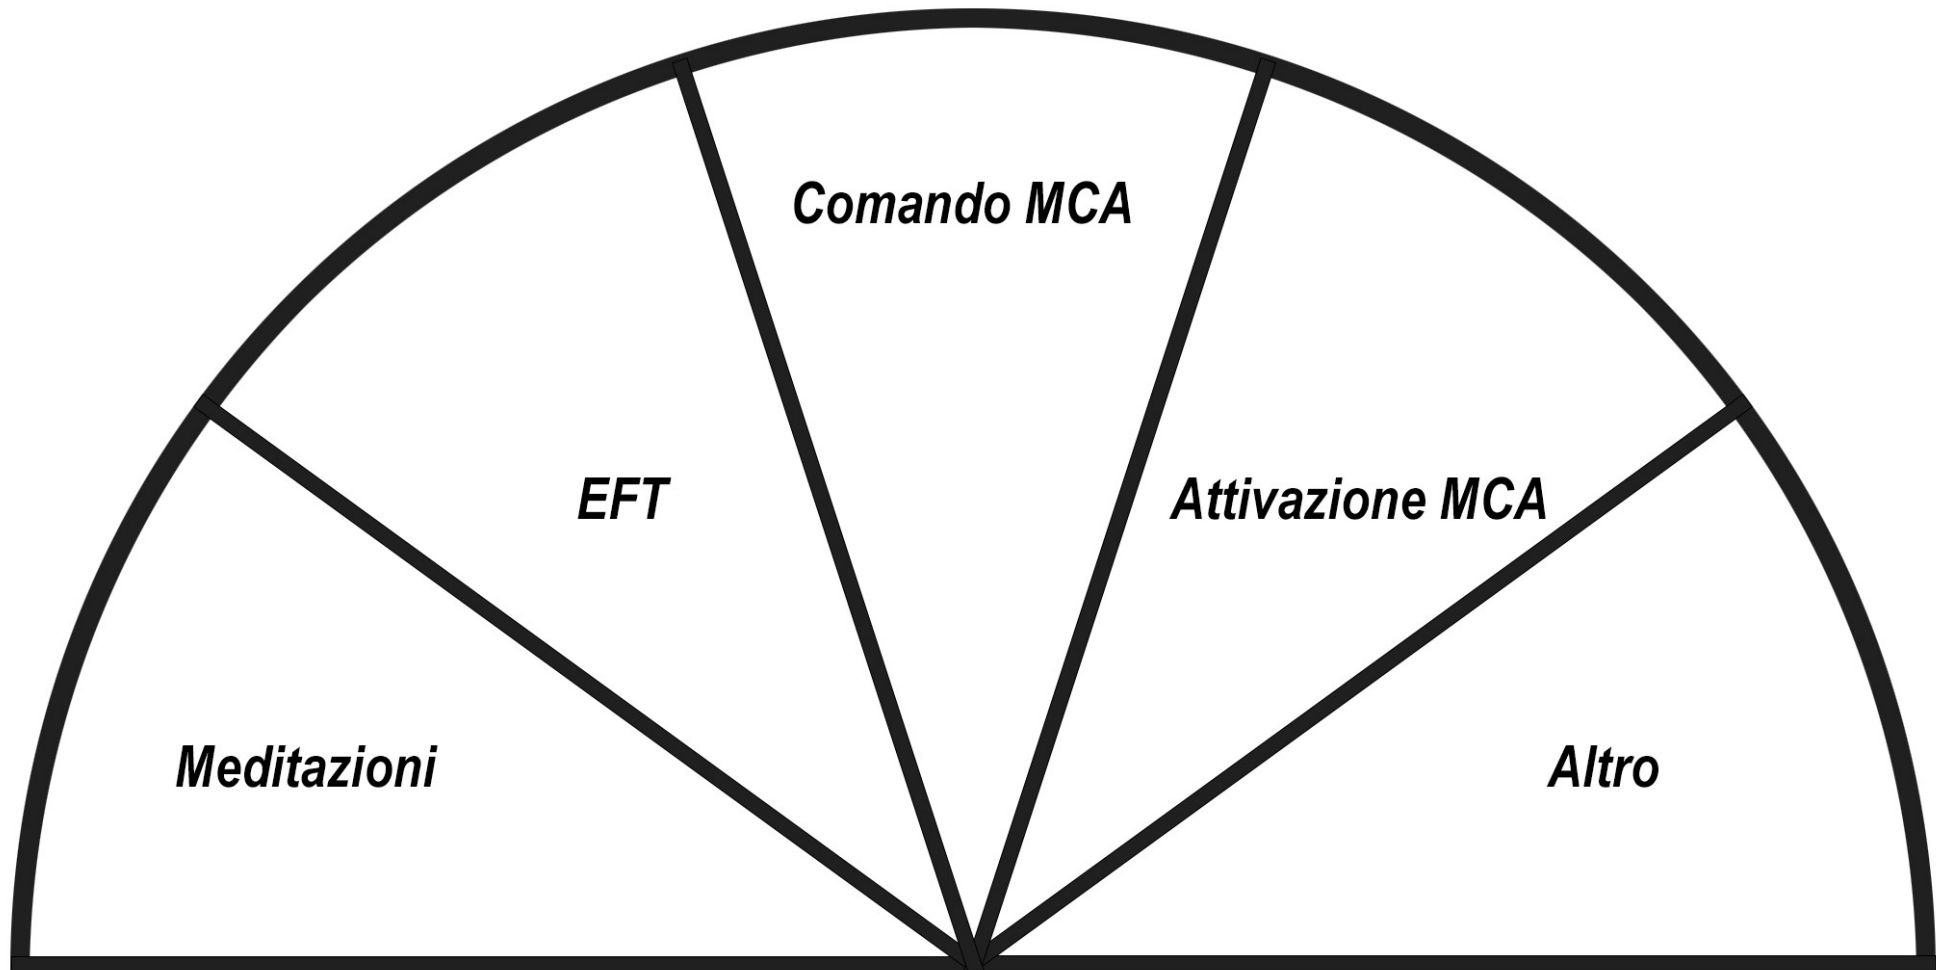 Comando MCA
EFT
Attivazione MCA
Meditazioni
Altro